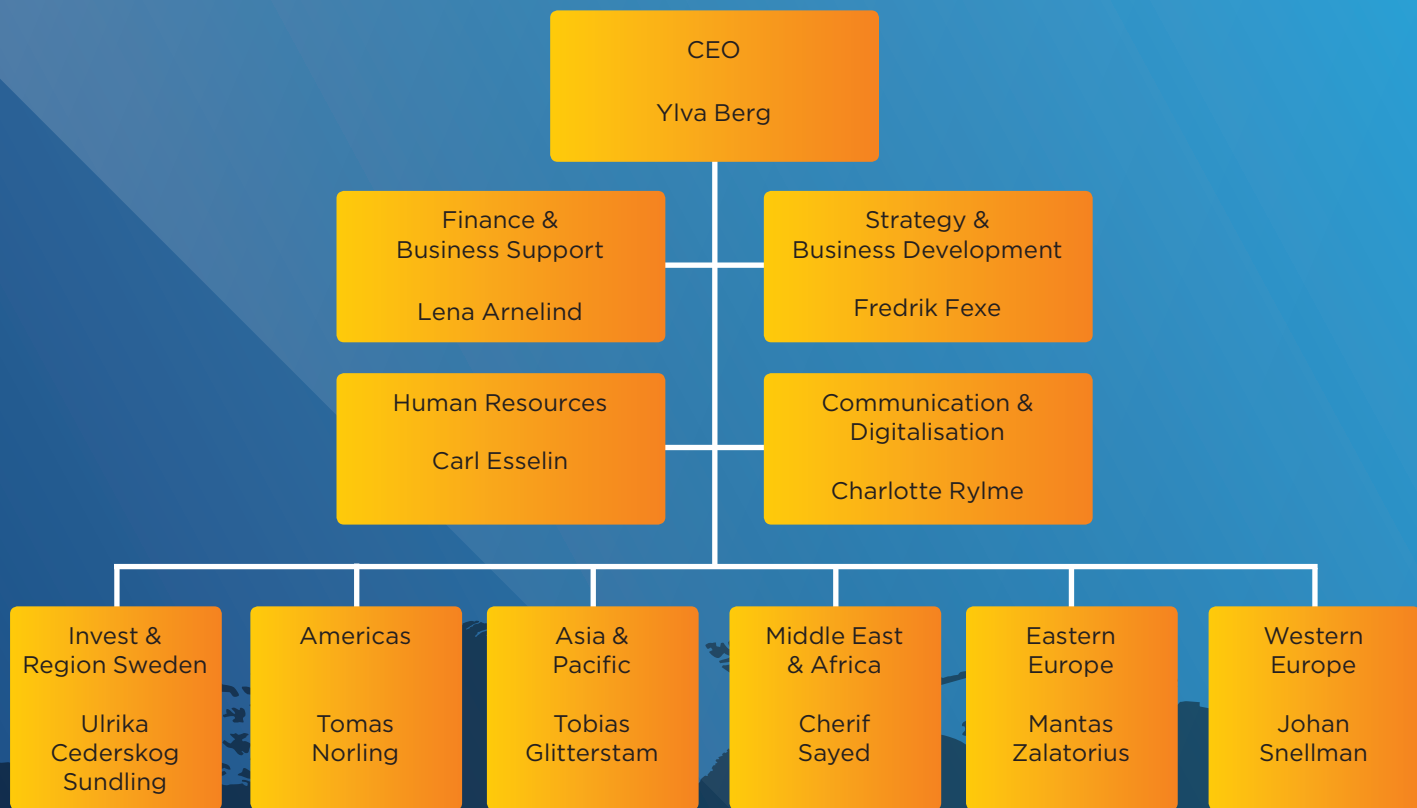 CEO
Ylva Berg
Finance &
Business Support
Lena Arnelind
Strategy &
Business Development
Fredrik Fexe
Human Resources
Carl Esselin
Communication &
Digitalisation
Charlotte Rylme
Invest &
Region Sweden
Ulrika
Cederskog
Sundling
Americas
Tomas
Norling
Asia &
Pacific
Tobias
Glitterstam
Middle East
& Africa
Cherif
Sayed
Eastern
Europe
Mantas
Zalatorius
Western
Europe
Johan
Snellman